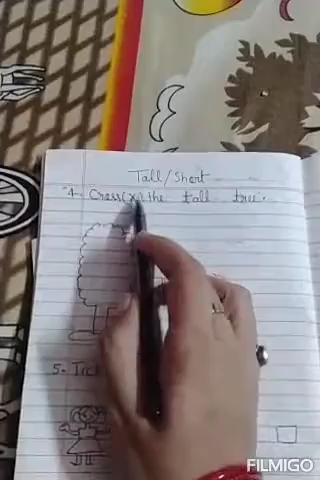 Tall/Short
4. Cross(x) the tall tree.
5. Tick
FILMIGO